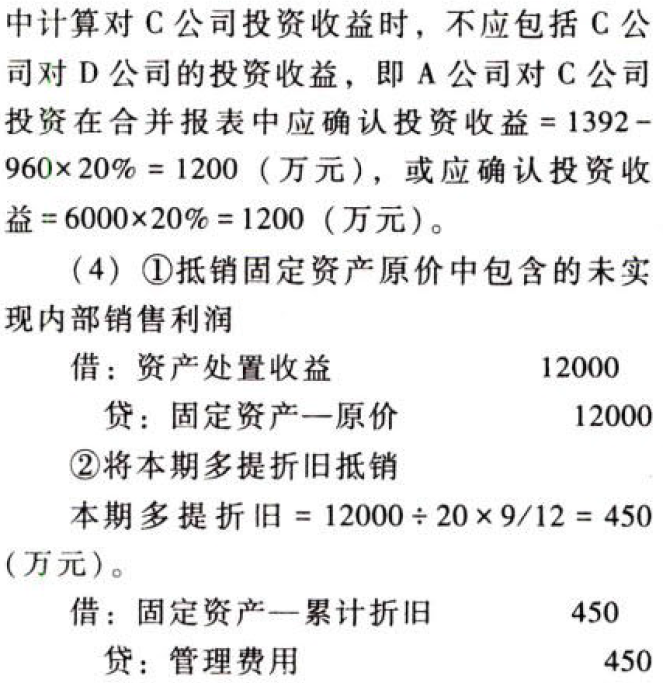 中计算对 C 公司投资收益时，不应包括 C 公
司对 D 公司的投资收益，即 A 公司对 C 公司
投资在合并报表中应确认投资收益 = 1392-
960×20% = 1200（万元），或应确认投资收
益 = 6000×20% = 1200（万元）。
（4）①抵销固定资产原价中包含的未实
现内部销售利润
借：资产处置收益 12000
贷：固定资产—原价 12000
②将本期多提折旧抵销
本期多提折旧 = 12000÷20×9/12 = 450
（万元）。
借：固定资产—累计折旧 450
贷：管理费用 450